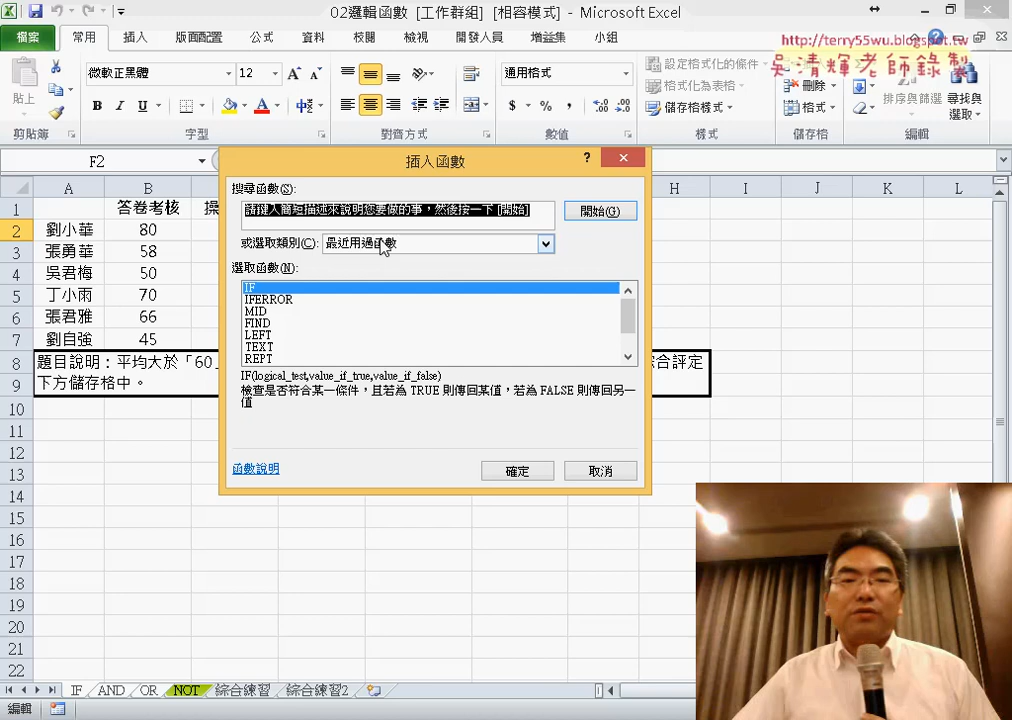 02邏輯函數 [工作群組] [相容模式] - Microsoft Excel
檔案 常用 插入 版面配置 公式 資料 校閱 檢視 開發人員 增益集 小組
http://terry55wu.blogspot.tw
吳清輝老師錄製
貼上
微軟正黑體 12 A A
B I U
通用格式
$ % ,
設定格式化的條件
格式化為表格
儲存格樣式
刪除
格式
排序與篩選 尋找與
選取
剪貼簿 字型 對齊方式 數值 樣式 儲存格 編輯
F2
插入函數 ?
搜尋函數(S):
請鍵入簡短描述來說明您要做的事，然後按一下 [開始]
開始(G)
或選取類別(C): 最近用過函數
選取函數(N):
IF
IFERROR
MID
FIND
LEFT
TEXT
REPT
IF(logical_test,value_if_true,value_if_false)
檢查是否符合某一條件，且若為 TRUE 則傳回某值，若為 FALSE 則傳回另一
值
函數說明 確定 取消
A B H I J K L
1 答卷考核 操
2 劉小華 80
3 張勇華 58
4 吳君梅 50
5 丁小雨 70
6 張君雅 66
7 劉自強 45
8 題目說明：平均大於「60」 綜合評定
9 下方儲存格中。
10
11
12
13
14
15
16
17
18
19
20
21
22
IF AND OR NOT 綜合練習 綜合練習2
編輯